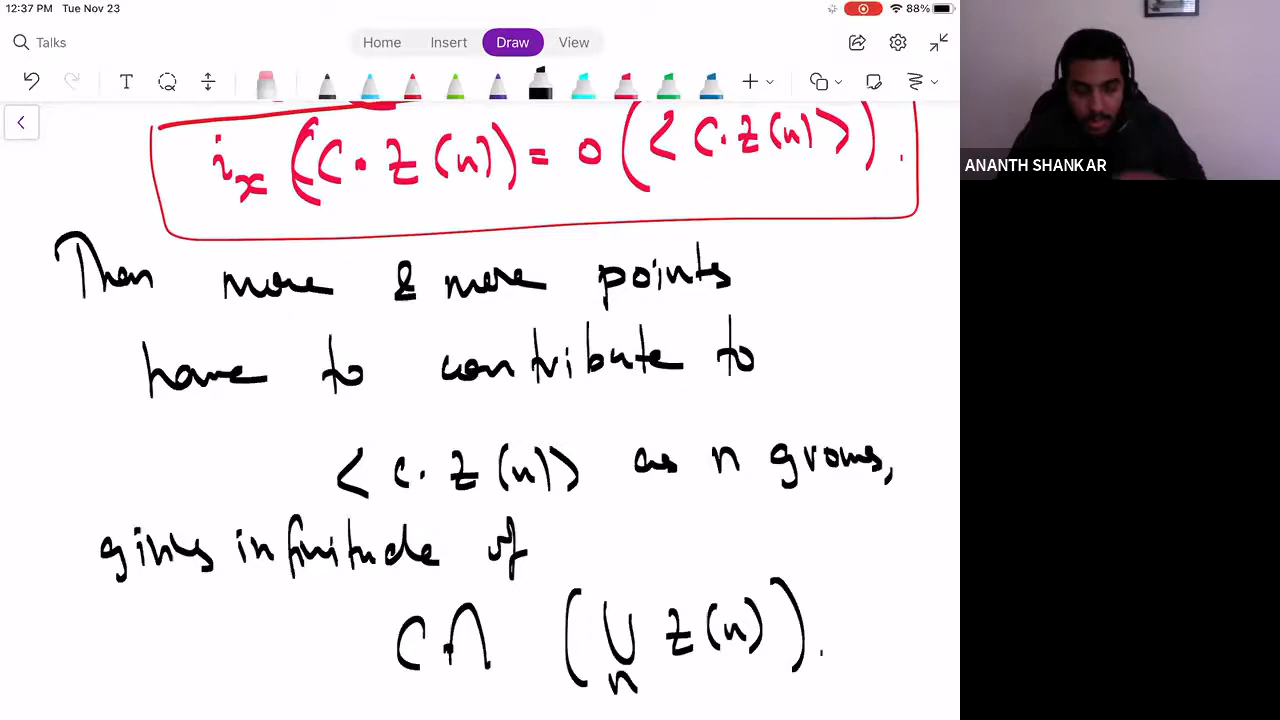 12:37 PM Tue Nov 23
88%
Talks
Home Insert Draw View
i_x (C . Z(n)) = o(<C.Z(n)>).
Then more & more points
have to contribute to
<C. Z(n)> as n grows,
gives infinitude of
C ∩ (∪_n Z(n)).
ANANTH SHANKAR